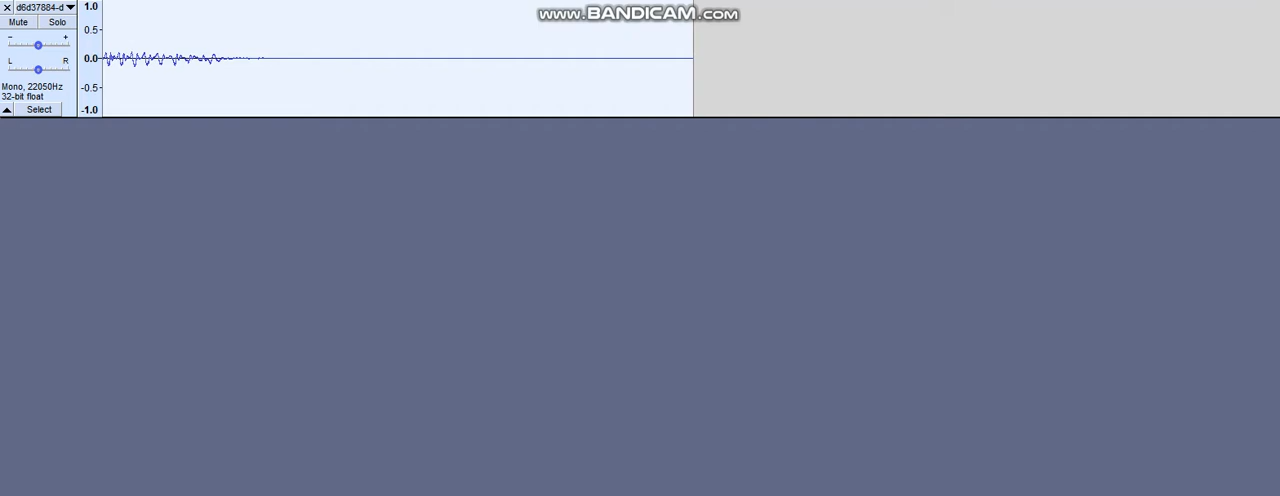 www.BANDICAM.com
× d6d37884-d 1.0
Mute Solo
0.5
- +
0.0
L R
Mono, 22050Hz
-0.5
32-bit float
Select -1.0